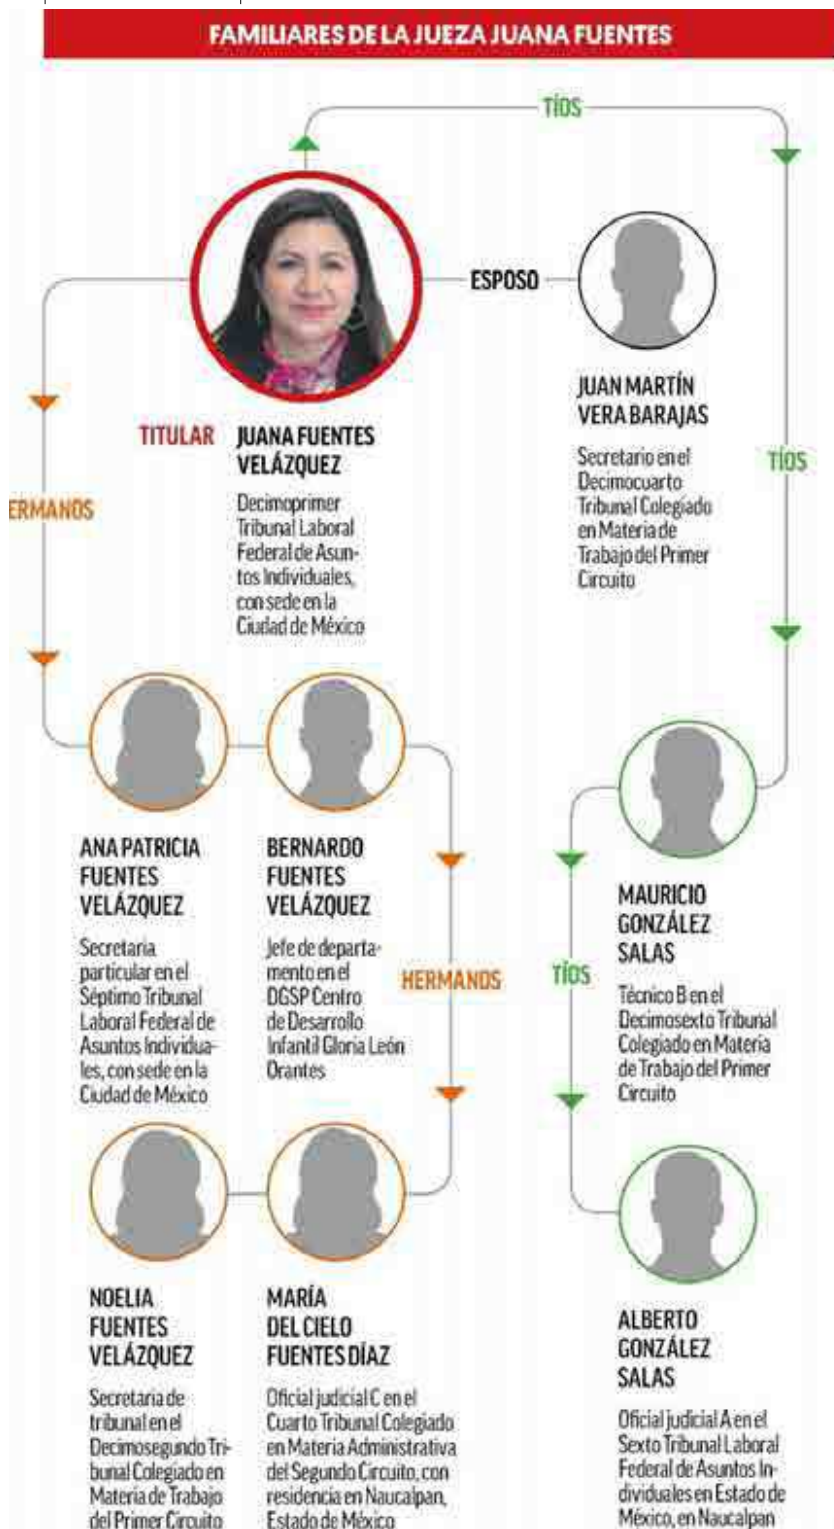 FAMILIARES DE LA JUEZA JUANA FUENTES
TÍOS
ESPOSO
JUAN MARTÍN
VERA BARAJAS
Secretario en el
Decimocuarto
Tribunal Colegiado
en Materia de
Trabajo del Primer
Circuito
TITULAR
JUANA FUENTES
VELÁZQUEZ
Decimoprimer
Tribunal Laboral
Federal de Asun-
tos Individuales,
con sede en la
Ciudad de México
TÍOS
ERMANOS
ANA PATRICIA
FUENTES
VELÁZQUEZ
Secretaria
particular en el
Séptimo Tribunal
Laboral Federal de
Asuntos Individua-
les, con sede en la
Ciudad de México
BERNARDO
FUENTES
VELÁZQUEZ
Jefe de departa-
mento en el
DGSP Centro
de Desarrollo
Infantil Gloria León
Orantes
HERMANOS
TÍOS
MAURICIO
GONZÁLEZ
SALAS
Técnico B en el
Decimosexto Tribunal
Colegiado en Materia
de Trabajo del Primer
Circuito
NOELIA
FUENTES
VELÁZQUEZ
Secretaria de
tribunal en el
Decimosegundo Tri-
bunal Colegiado en
Materia de Trabajo
del Primer Circuito
MARÍA
DEL CIELO
FUENTES DÍAZ
Oficial judicial C en el
Cuarto Tribunal Colegiado
en Materia Administrativa
del Segundo Circuito, con
residencia en Naucalpan,
Estado de México
ALBERTO
GONZÁLEZ
SALAS
Oficial judicial A en el
Sexto Tribunal Laboral
Federal de Asuntos In-
dividuales en Estado de
México, en Naucalpan